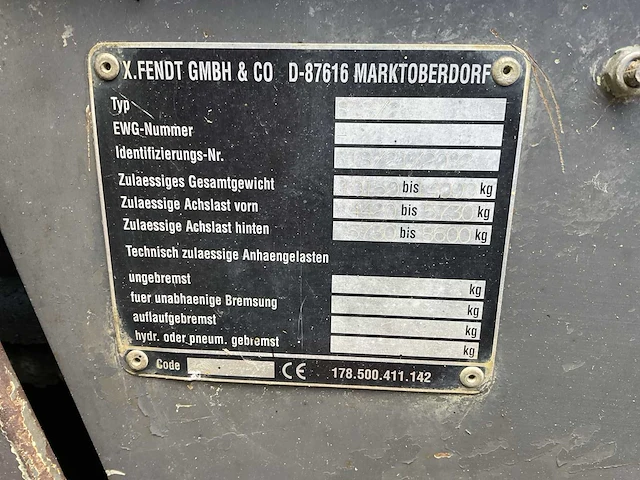 X.FENDT GMBH & CO D-87616 MARKTOBERDORF
Typ
EWG-Nummer
Identifizierungs-Nr.
Zulaessiges Gesamtgewicht bis kg
Zulaessige Achslast vorn bis kg
Zulaessige Achslast hinten bis kg
Technisch zulaessige Anhaengelasten
ungebremst kg
fuer unabhaenige Bremsung kg
auflaufgebremst kg
hydr. oder pneum. gebremst kg
Code CE 178.500.411.142